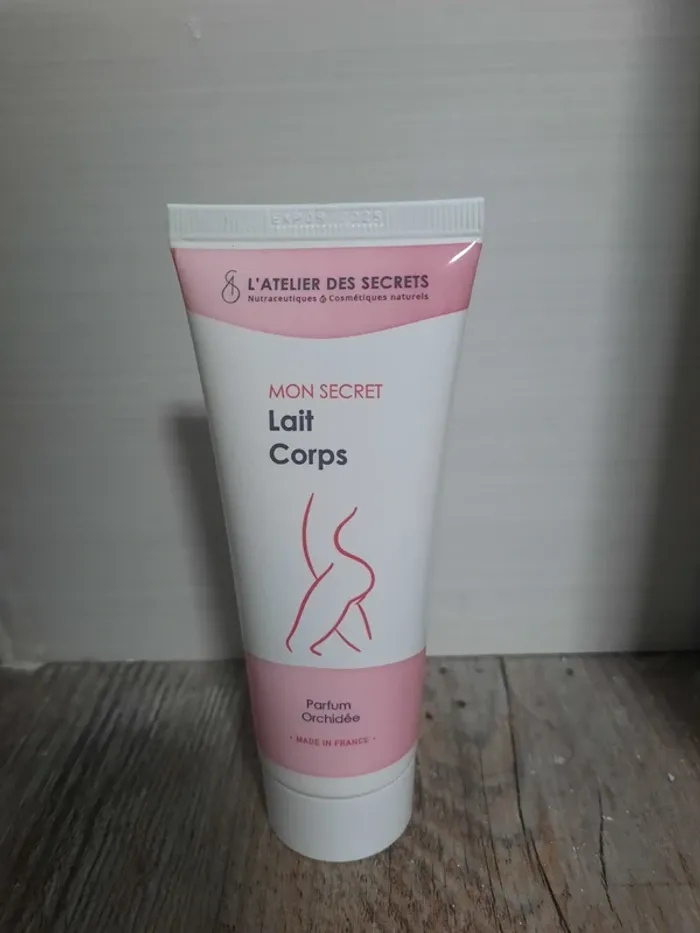 L'ATELIER DES SECRETS
Nutraceutiques & Cosmétiques naturels
MON SECRET
Lait
Corps
Parfum
Orchidée
• MADE IN FRANCE •